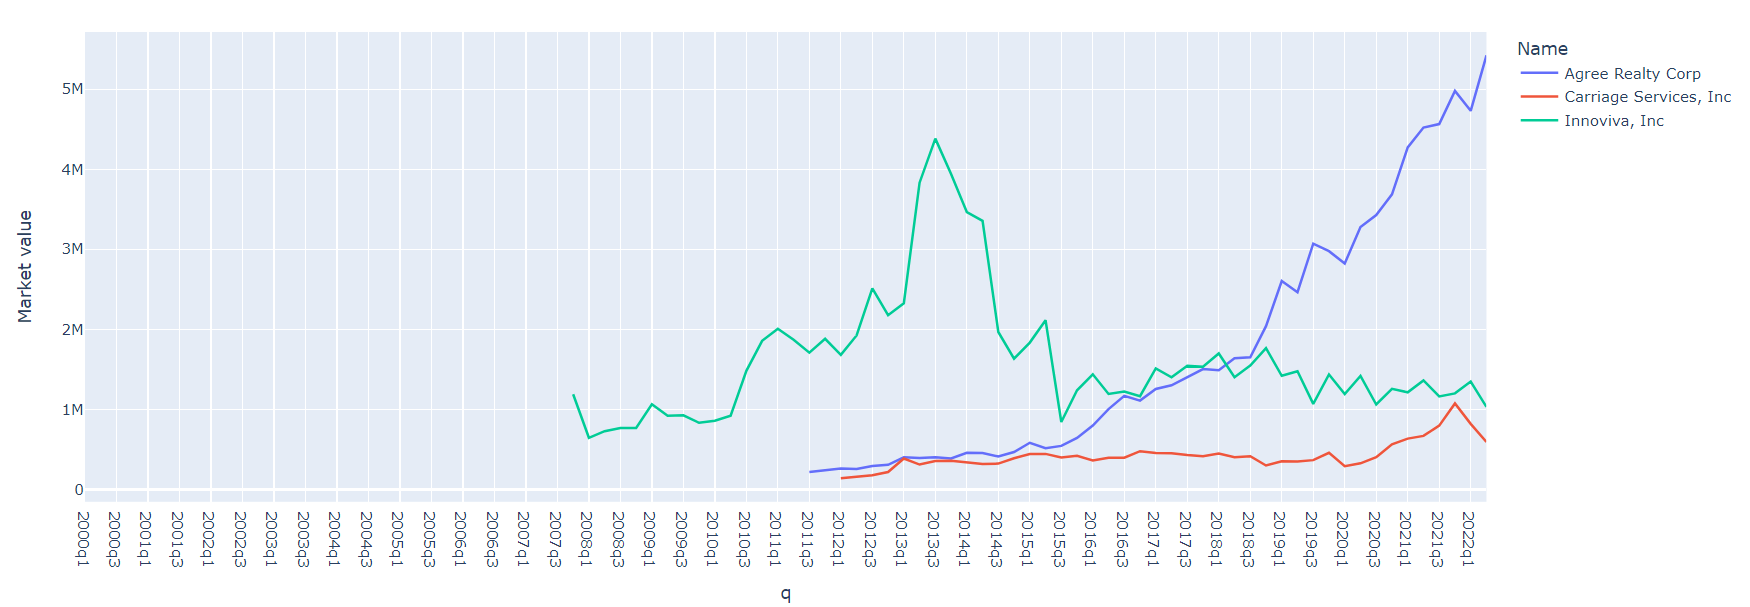 Name
Agree Realty Corp
Carriage Services, Inc
Innoviva, Inc
Market value
5M
4M
3M
2M
1M
0
2000q1
2000q3
2001q1
2001q3
2002q1
2002q3
2003q1
2003q3
2004q1
2004q3
2005q1
2005q3
2006q1
2006q3
2007q1
2007q3
2008q1
2008q3
2009q1
2009q3
2010q1
2010q3
2011q1
2011q3
2012q1
2012q3
2013q1
2013q3
2014q1
2014q3
2015q1
2015q3
2016q1
2016q3
2017q1
2017q3
2018q1
2018q3
2019q1
2019q3
2020q1
2020q3
2021q1
2021q3
2022q1
q